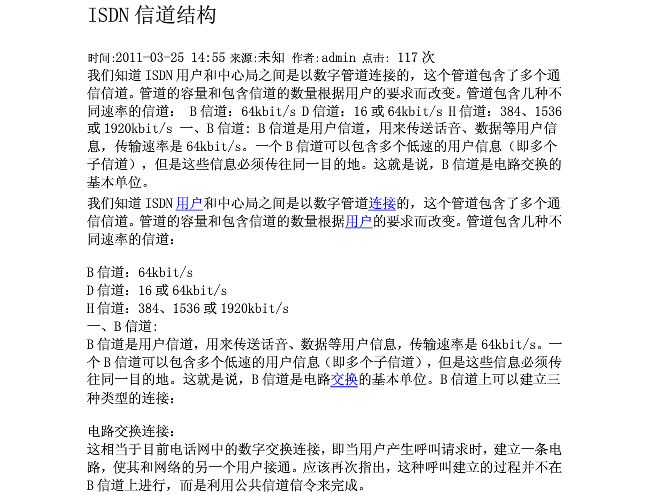 ISDN 信道结构
时间:2011-03-25 14:55 来源:未知 作者:admin 点击: 117 次
我们知道 ISDN 用户和中心局之间是以数字管道连接的，这个管道包含了多个通
信信道。管道的容量和包含信道的数量根据用户的要求而改变。管道包含几种不
同速率的信道： B 信道：64kbit/s D 信道：16 或 64kbit/s H 信道：384、1536
或 1920kbit/s 一、B 信道: B 信道是用户信道，用来传送话音、数据等用户信
息，传输速率是 64kbit/s。一个 B 信道可以包含多个低速的用户信息（即多个
子信道），但是这些信息必须传往同一目的地。这就是说，B 信道是电路交换的
基本单位。
我们知道 ISDN 用户和中心局之间是以数字管道连接的，这个管道包含了多个通
信信道。管道的容量和包含信道的数量根据用户的要求而改变。管道包含几种不
同速率的信道：
B 信道：64kbit/s
D 信道：16 或 64kbit/s
H 信道：384、1536 或 1920kbit/s
一、B 信道:
B 信道是用户信道，用来传送话音、数据等用户信息，传输速率是 64kbit/s。一
个 B 信道可以包含多个低速的用户信息（即多个子信道），但是这些信息必须传
往同一目的地。这就是说，B 信道是电路交换的基本单位。B 信道上可以建立三
种类型的连接：
电路交换连接：
这相当于目前电话网中的数字交换连接，即当用户产生呼叫请求时，建立一条电
路，使其和网络的另一个用户接通。应该再次指出，这种呼叫建立的过程并不在
B 信道上进行，而是利用公共信道信令来完成。